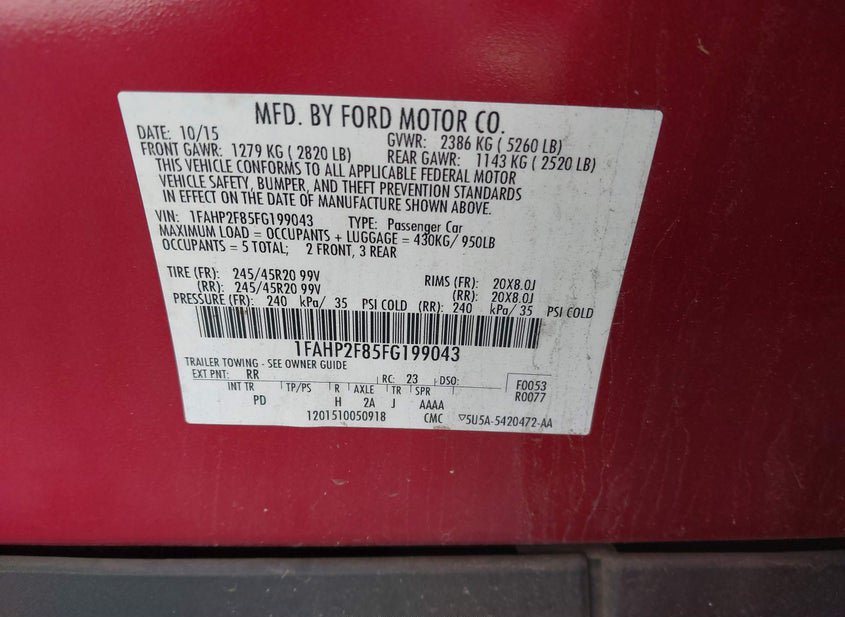 MFD. BY FORD MOTOR CO.
DATE: 10/15 GVWR: 2386 KG ( 5260 LB)
FRONT GAWR: 1279 KG ( 2820 LB) REAR GAWR: 1143 KG ( 2520 LB)
THIS VEHICLE CONFORMS TO ALL APPLICABLE FEDERAL MOTOR
VEHICLE SAFETY, BUMPER, AND THEFT PREVENTION STANDARDS
IN EFFECT ON THE DATE OF MANUFACTURE SHOWN ABOVE.
VIN: 1FAHP2F85FG199043 TYPE: Passenger Car
MAXIMUM LOAD = OCCUPANTS + LUGGAGE = 430KG/ 950LB
OCCUPANTS = 5 TOTAL; 2 FRONT, 3 REAR
TIRE (FR): 245/45R20 99V RIMS (FR): 20X8.0J
(RR): 245/45R20 99V (RR): 20X8.0J
PRESSURE (FR): 240 kPa/ 35 PSI COLD (RR): 240 kPa/ 35 PSI COLD
1FAHP2F85FG199043
TRAILER TOWING - SEE OWNER GUIDE
EXT PNT: RR RC: 23 DSO: F0053
INT TR TP/PS R AXLE TR SPR R0077
PD H 2A J AAAA
1201510050918 CMC ▽5U5A-5420472-AA